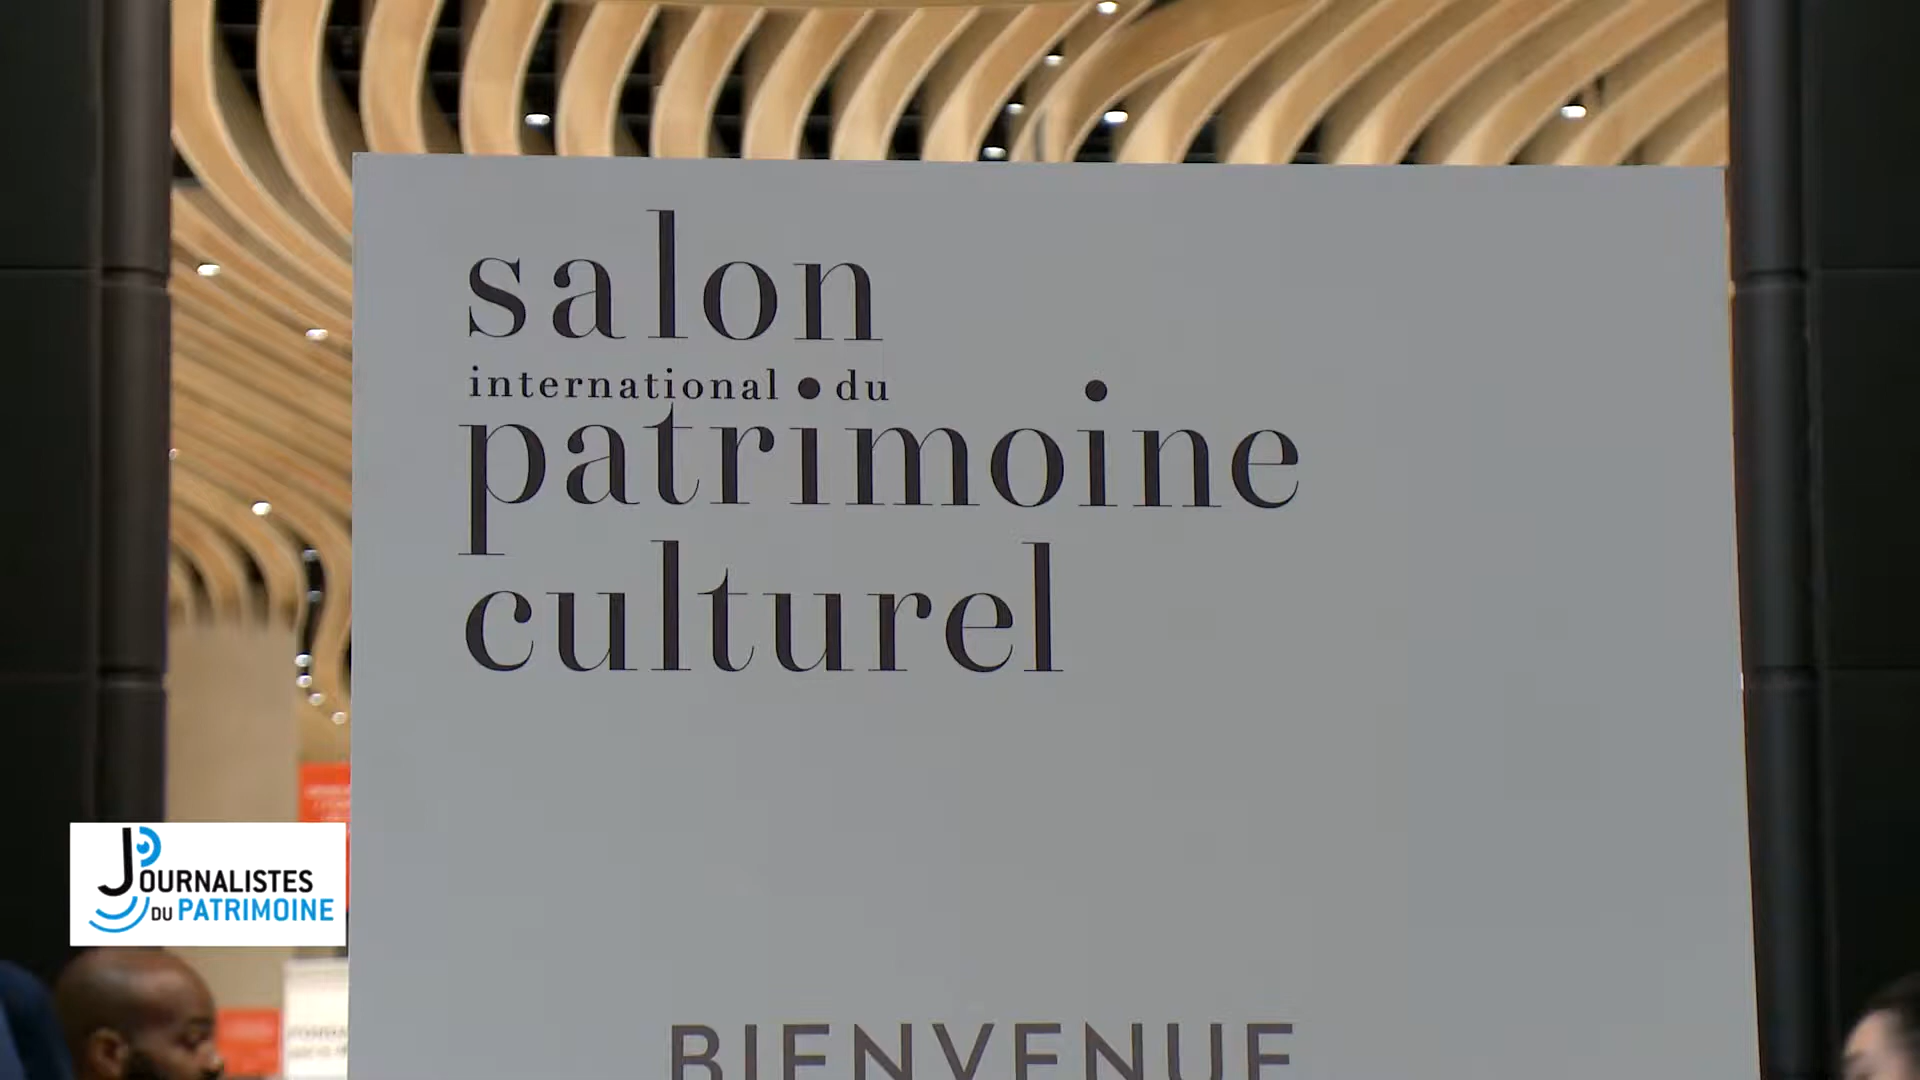 salon
international • du
patrimoine
culturel
JOURNALISTES
DU PATRIMOINE
BIENVENUE